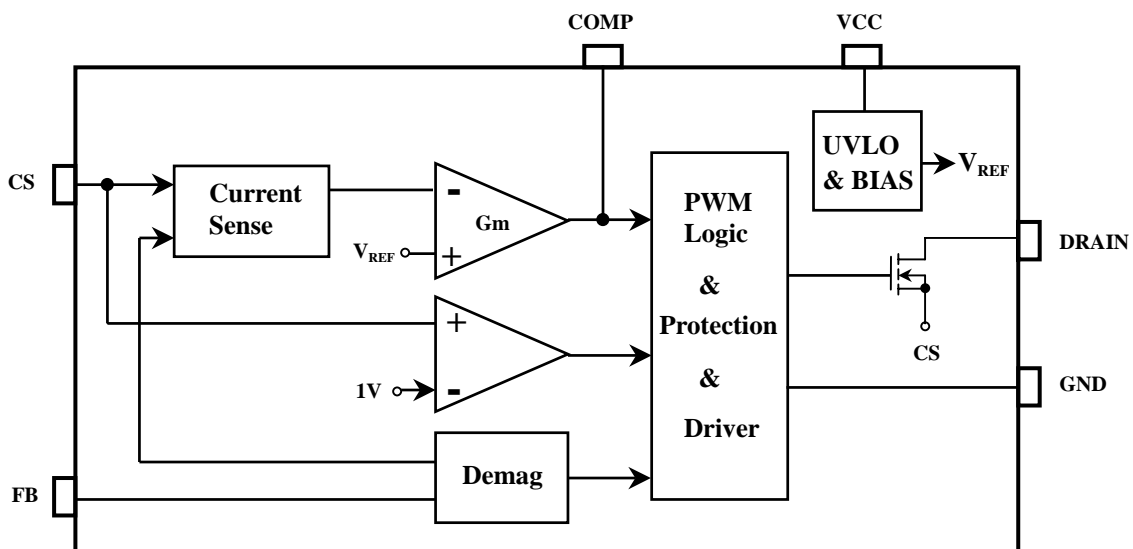 COMP
VCC
UVLO
& BIAS
VREF
CS
Current
Sense
-
Gm
VREF
+
PWM
Logic
&
Protection
&
Driver
DRAIN
+
CS
1V
-
GND
Demag
FB